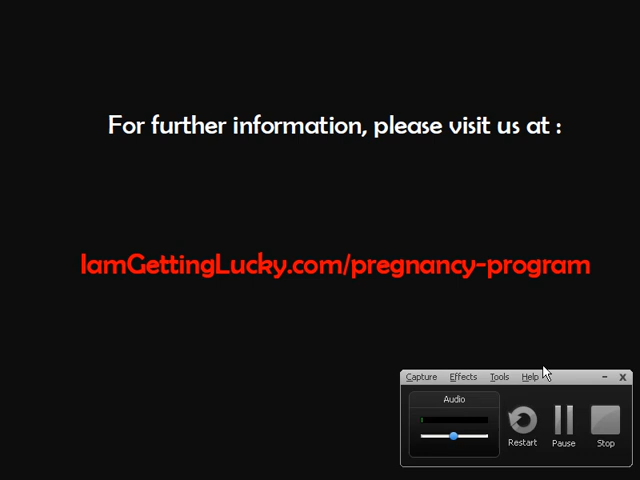 For further information, please visit us at :
IamGettingLucky.com/pregnancy-program
Capture Effects Tools Help
Audio
Restart Pause Stop